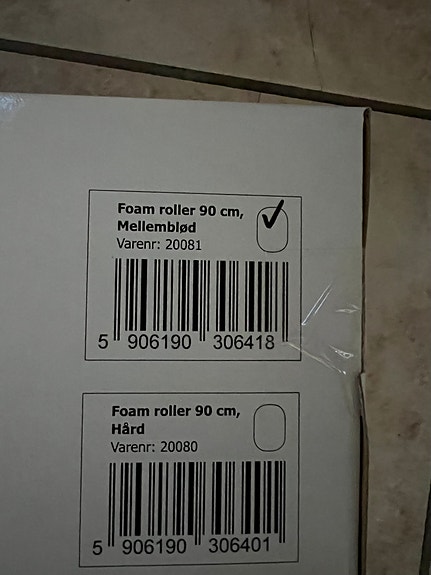 Foam roller 90 cm,
Mellemblød
Varenr: 20081
5 906190 306418
Foam roller 90 cm,
Hård
Varenr: 20080
5 906190 306401